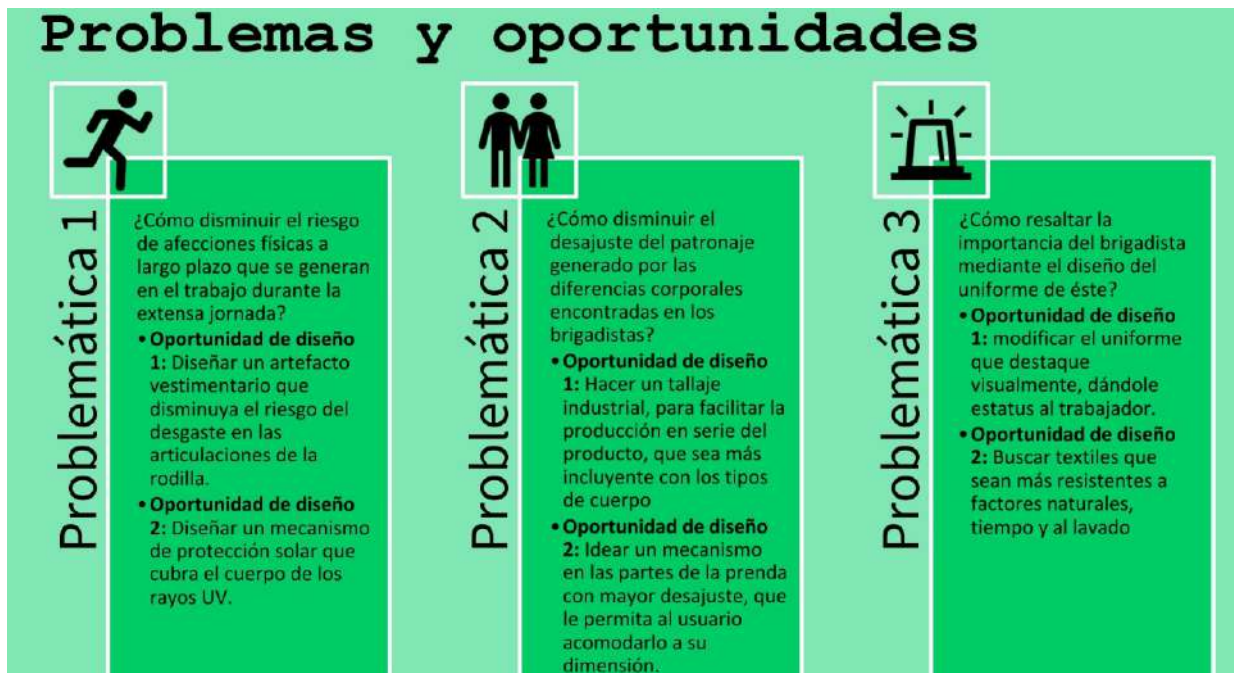 Problemas y oportunidades
Problemática 1
¿Cómo disminuir el riesgo
de afecciones físicas a
largo plazo que se generan
en el trabajo durante la
extensa jornada?
• Oportunidad de diseño
1: Diseñar un artefacto
vestimentario que
disminuya el riesgo del
desgaste en las
articulaciones de la
rodilla.
• Oportunidad de diseño
2: Diseñar un mecanismo
de protección solar que
cubra el cuerpo de los
rayos UV.
Problemática 2
¿Cómo disminuir el
desajuste del patronaje
generado por las
diferencias corporales
encontradas en los
brigadistas?
• Oportunidad de diseño
1: Hacer un tallaje
industrial, para facilitar la
producción en serie del
producto, que sea más
incluyente con los tipos
de cuerpo
• Oportunidad de diseño
2: Idear un mecanismo
en las partes de la prenda
con mayor desajuste, que
le permita al usuario
acomodarlo a su
dimensión.
Problemática 3
¿Cómo resaltar la
importancia del brigadista
mediante el diseño del
uniforme de éste?
• Oportunidad de diseño
1: modificar el uniforme
que destaque
visualmente, dándole
estatus al trabajador.
• Oportunidad de diseño
2: Buscar textiles que
sean más resistentes a
factores naturales,
tiempo y al lavado